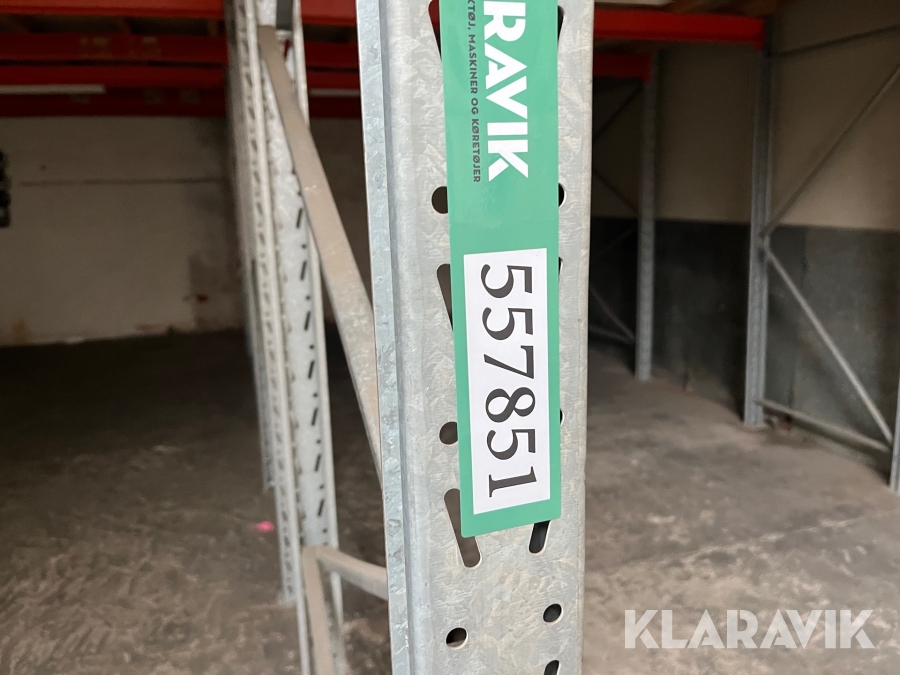 RAVIK
KTØJ, MASKINER OG KØRETØJER
557851
KLARAVIK